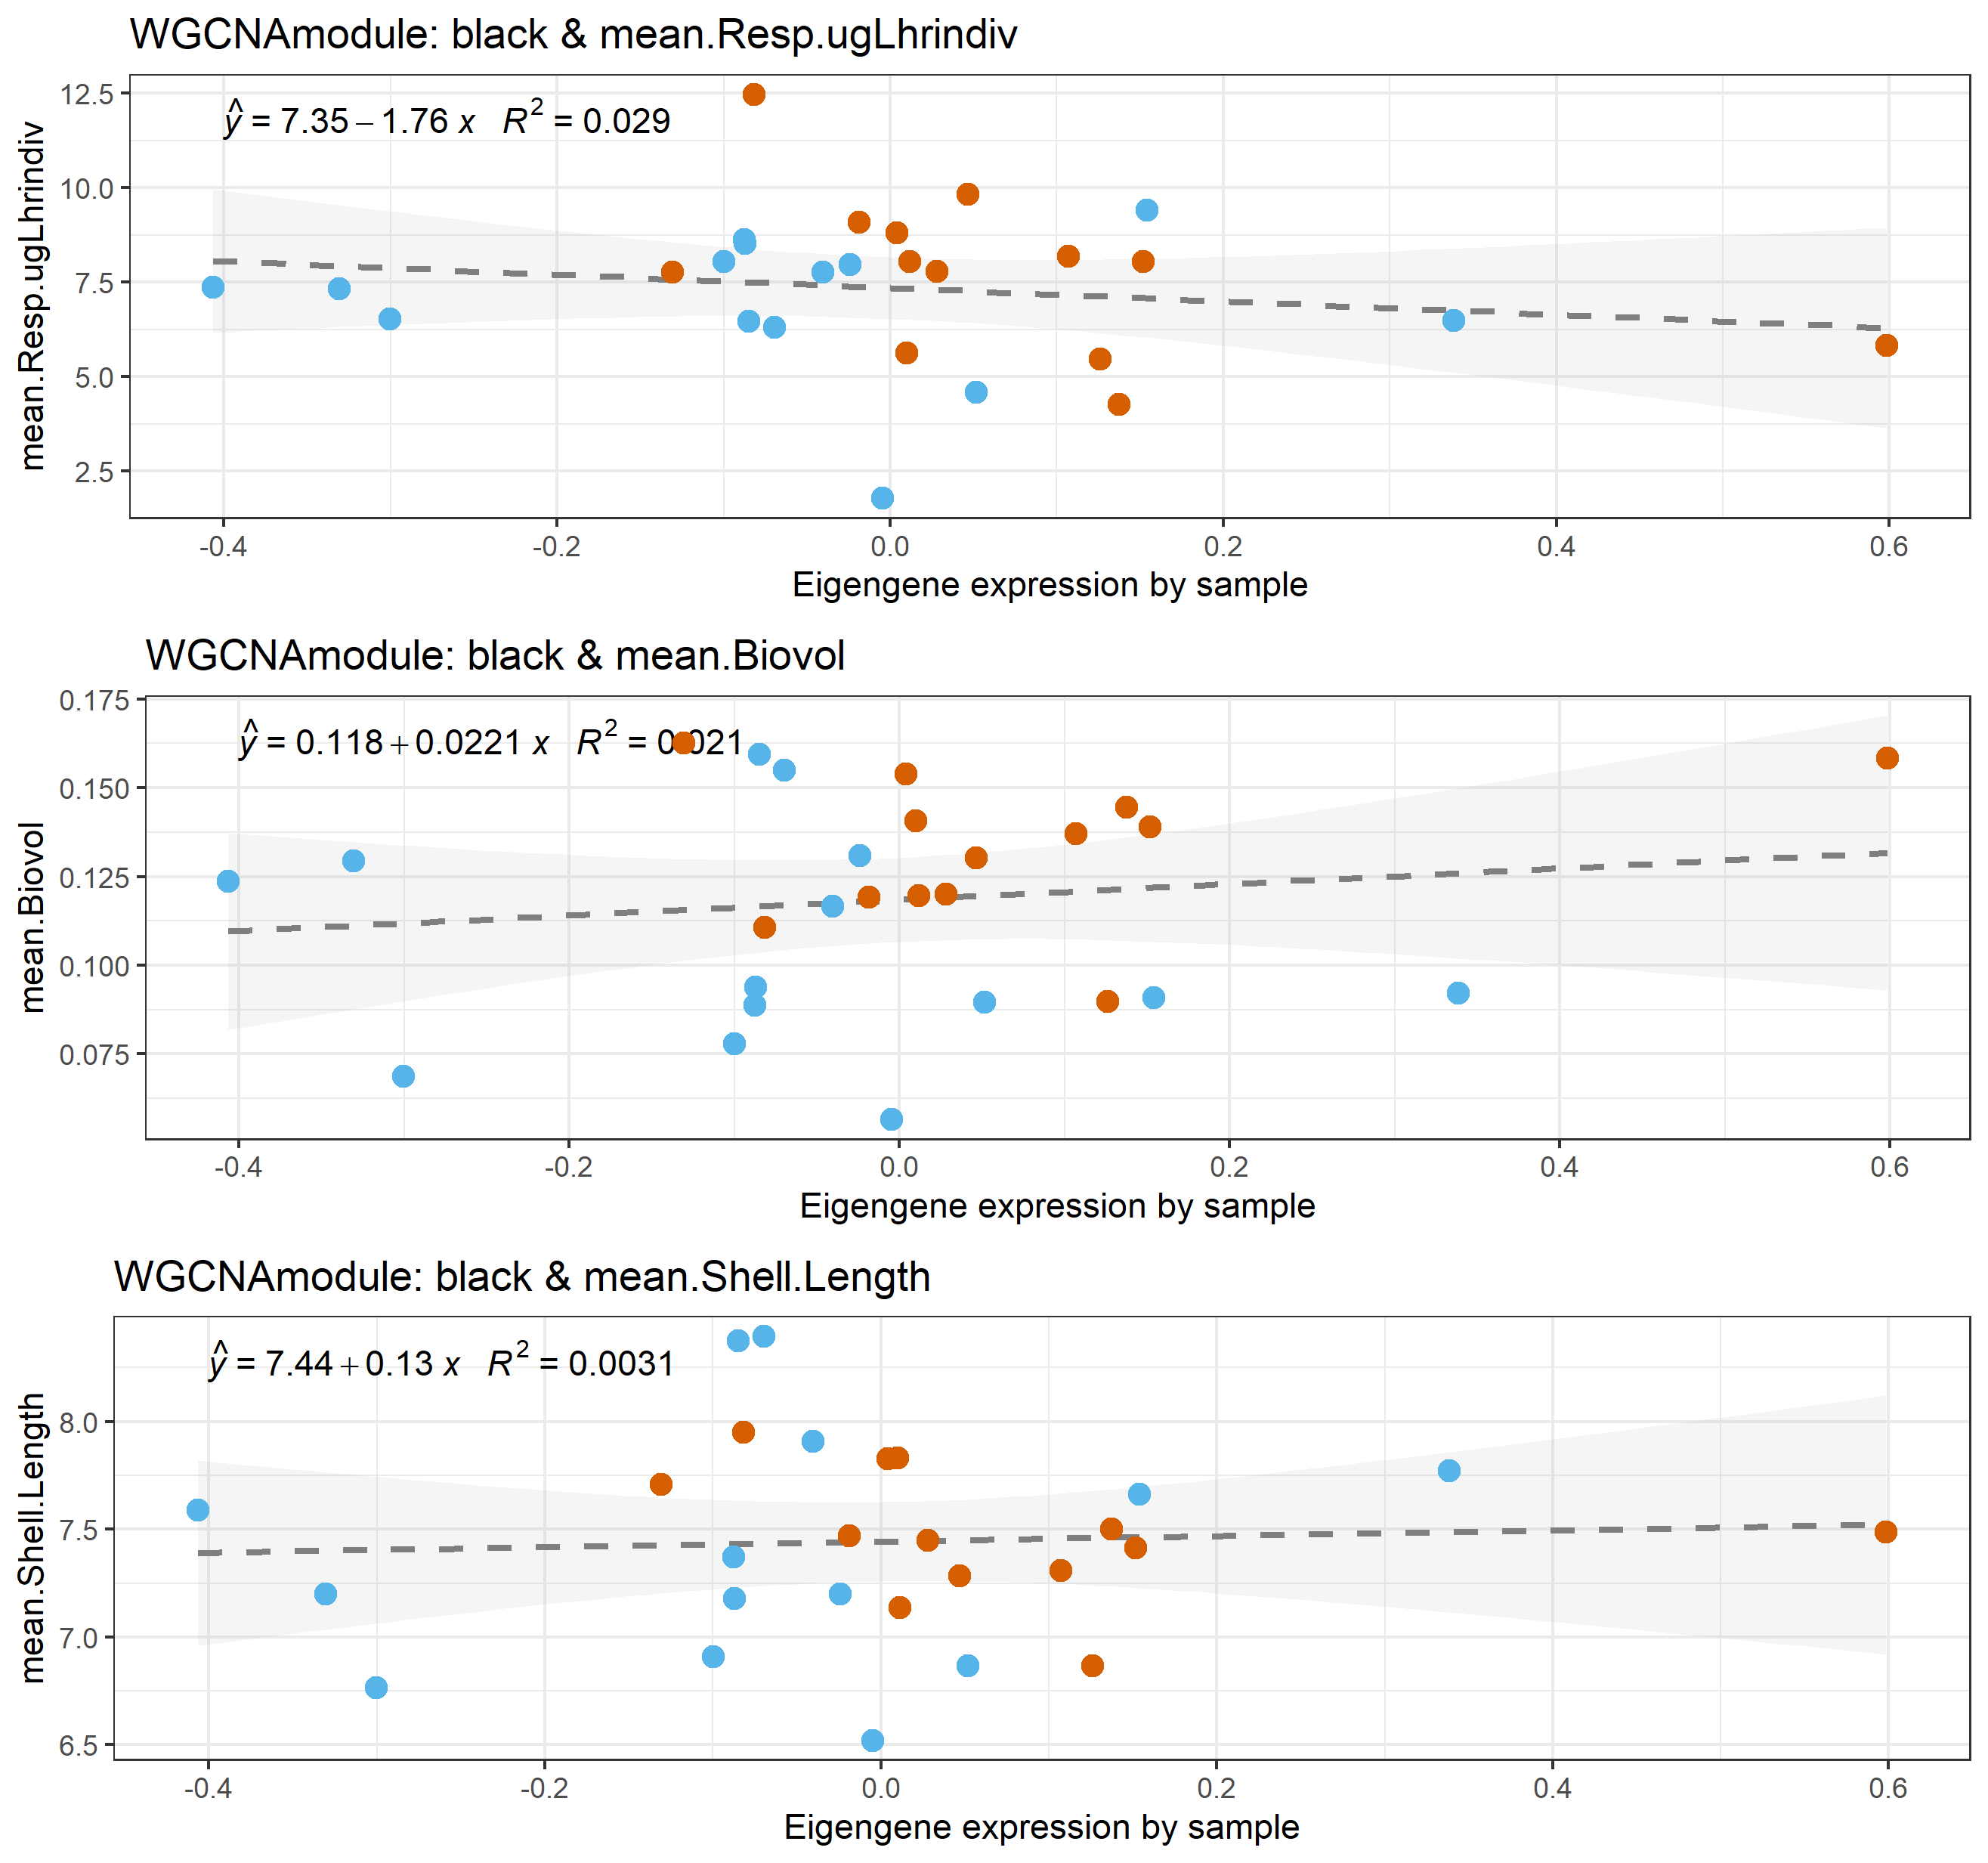 WGCNAmodule: black & mean.Resp.ugLhrindiv
12.5
10.0
7.5
5.0
2.5
mean.Resp.ugLhrindiv
ŷ = 7.35 − 1.76 x   R² = 0.029
-0.4 -0.2 0.0 0.2 0.4 0.6
Eigengene expression by sample
WGCNAmodule: black & mean.Biovol
0.175
0.150
0.125
0.100
0.075
mean.Biovol
ŷ = 0.118 + 0.0221 x   R² = 0.021
-0.4 -0.2 0.0 0.2 0.4 0.6
Eigengene expression by sample
WGCNAmodule: black & mean.Shell.Length
8.0
7.5
7.0
6.5
mean.Shell.Length
ŷ = 7.44 + 0.13 x   R² = 0.0031
-0.4 -0.2 0.0 0.2 0.4 0.6
Eigengene expression by sample